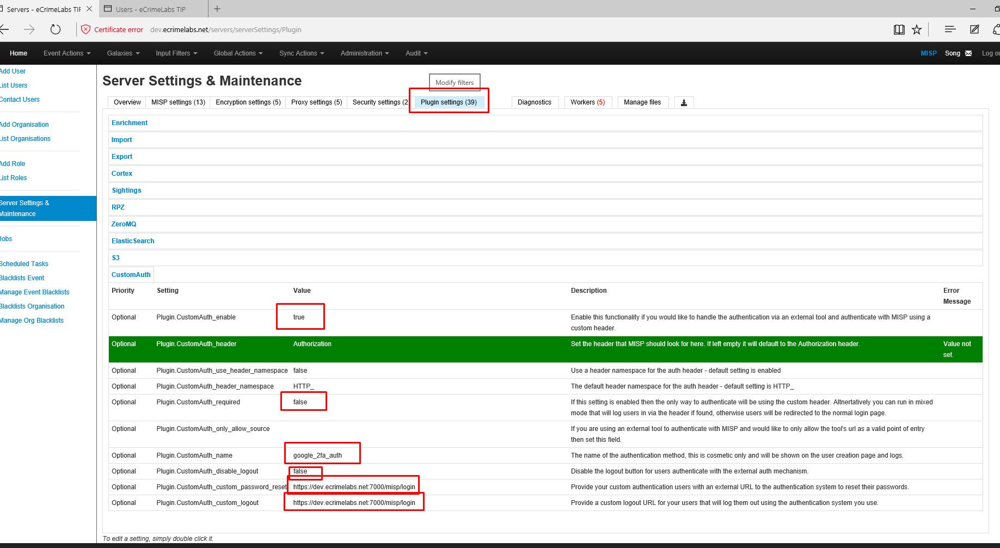 Servers - eCrimeLabs TIF
Users - eCrimeLabs TIP
Certificate error dev.ecrimelabs.net/servers/serverSettings/Plugin
Home Event Actions Galaxies Input Filters Global Actions Sync Actions Administration Audit MISP Song Log ou
Add User
List Users
Contact Users
Add Organisation
List Organisations
Add Role
List Roles
Server Settings &
Maintenance
Jobs
Scheduled Tasks
Blacklists Event
Manage Event Blacklists
Blacklists Organisation
Manage Org Blacklists
Server Settings & Maintenance
Modify filters
Overview MISP settings (13) Encryption settings (5) Proxy settings (5) Security settings (2) Plugin settings (39) Diagnostics Workers (5) Manage files
Enrichment
Import
Export
Cortex
Sightings
RPZ
ZeroMQ
ElasticSearch
S3
CustomAuth
Priority Setting Value Description Error
Message
Optional Plugin.CustomAuth_enable true Enable this functionality if you would like to handle the authentication via an external tool and authenticate with MISP using a
custom header.
Optional Plugin.CustomAuth_header Authorization Set the header that MISP should look for here. If left empty it will default to the Authorization header. Value not
set.
Optional Plugin.CustomAuth_use_header_namespace false Use a header namespace for the auth header - default setting is enabled
Optional Plugin.CustomAuth_header_namespace HTTP_ The default header namespace for the auth header - default setting is HTTP_
Optional Plugin.CustomAuth_required false If this setting is enabled then the only way to authenticate will be using the custom header. Altnertatively you can run in mixed
mode that will log users in via the header if found, otherwise users will be redirected to the normal login page.
Optional Plugin.CustomAuth_only_allow_source If you are using an external tool to authenticate with MISP and would like to only allow the tool's url as a valid point of entry
then set this field.
Optional Plugin.CustomAuth_name google_2fa_auth The name of the authentication method, this is cosmetic only and will be shown on the user creation page and logs.
Optional Plugin.CustomAuth_disable_logout false Disable the logout button for users authenticate with the external auth mechanism.
Optional Plugin.CustomAuth_custom_password_reset https://dev.ecrimelabs.net:7000/misp/login Provide your custom authentication users with an external URL to the authentication system to reset their passwords.
Optional Plugin.CustomAuth_custom_logout https://dev.ecrimelabs.net:7000/misp/login Provide a custom logout URL for your users that will log them out using the authentication system you use.
To edit a setting, simply double click it.